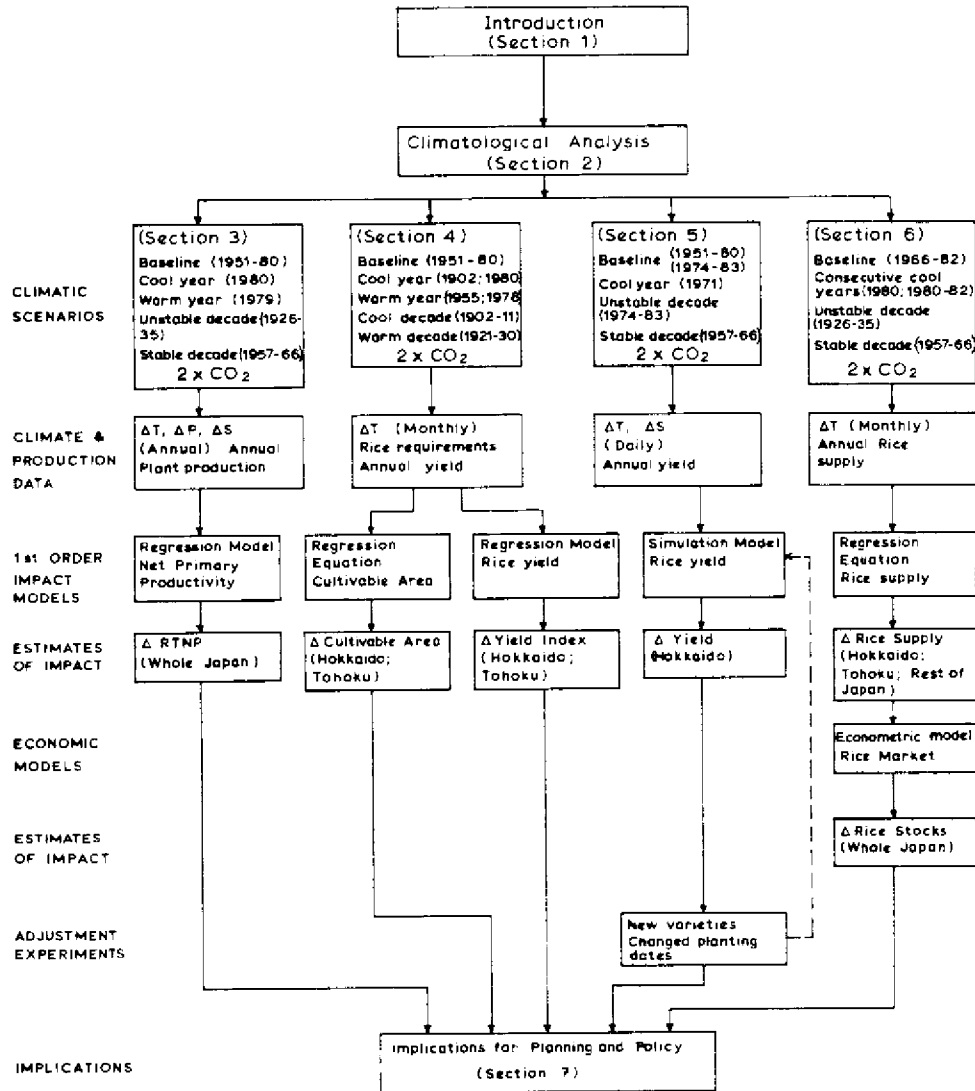 Introduction
(Section 1)
Climatological Analysis
(Section 2)
CLIMATIC
SCENARIOS
(Section 3)
Baseline (1951-80)
Cool year (1980)
Warm year (1979)
Unstable decade (1926-
35)
Stable decade (1957-66)
2 x CO₂
(Section 4)
Baseline (1951-80)
Cool year (1902; 1980)
Warm year (1955; 1978)
Cool decade (1902-11)
Warm decade (1921-30)
2 x CO₂
(Section 5)
Baseline (1951-80)
(1974-83)
Cool year (1971)
Unstable decade
(1974-83)
Stable decade (1957-66)
2 x CO₂
(Section 6)
Baseline (1966-82)
Consecutive cool
years (1980; 1980-82)
Unstable decade
(1926-35)
Stable decade (1957-66)
2 x CO₂
CLIMATE &
PRODUCTION
DATA
ΔT, ΔP, ΔS
(Annual) Annual
Plant production
ΔT (Monthly)
Rice requirements
Annual yield
ΔT, ΔS
(Daily)
Annual yield
ΔT (Monthly)
Annual Rice
supply
1st ORDER
IMPACT
MODELS
Regression Model
Net Primary
Productivity
Regression
Equation
Cultivable Area
Regression Model
Rice yield
Simulation Model
Rice yield
Regression
Equation
Rice supply
ESTIMATES
OF IMPACT
Δ RTNP
(Whole Japan)
Δ Cultivable Area
(Hokkaido;
Tohoku)
Δ Yield Index
(Hokkaido;
Tohoku)
Δ Yield
(Hokkaido)
Δ Rice Supply
(Hokkaido;
Tohoku; Rest of
Japan)
ECONOMIC
MODELS
Econometric model
Rice Market
ESTIMATES
OF IMPACT
Δ Rice Stocks
(Whole Japan)
ADJUSTMENT
EXPERIMENTS
New varieties
Changed planting
dates
IMPLICATIONS
Implications for Planning and Policy
(Section 7)